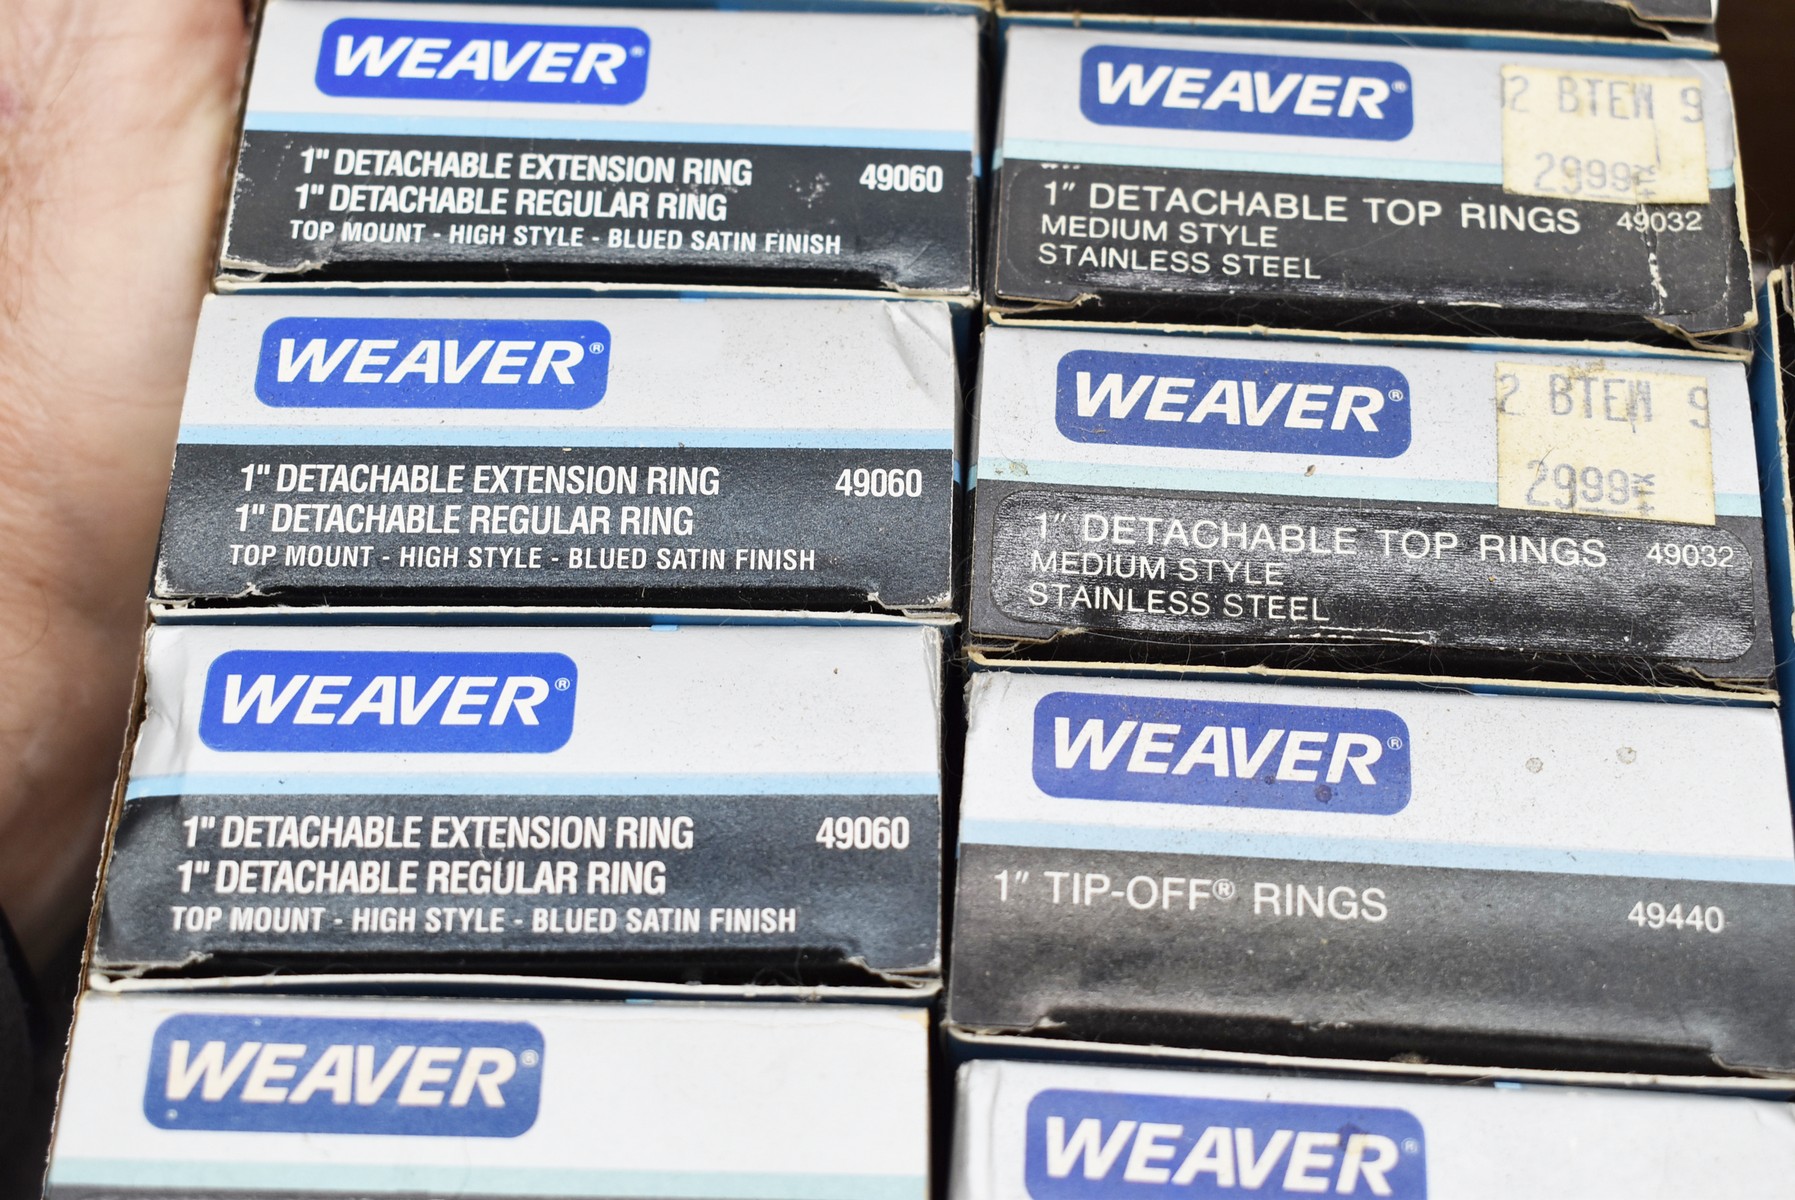 WEAVER®
1" DETACHABLE EXTENSION RING 49060
1" DETACHABLE REGULAR RING
TOP MOUNT - HIGH STYLE - BLUED SATIN FINISH
WEAVER®
1" DETACHABLE EXTENSION RING 49060
1" DETACHABLE REGULAR RING
TOP MOUNT - HIGH STYLE - BLUED SATIN FINISH
WEAVER®
1" DETACHABLE EXTENSION RING 49060
1" DETACHABLE REGULAR RING
TOP MOUNT - HIGH STYLE - BLUED SATIN FINISH
WEAVER®
WEAVER®
2 BTEW 9
2999
1" DETACHABLE TOP RINGS 49032
MEDIUM STYLE
STAINLESS STEEL
WEAVER®
2 BTEW 9
2999
1" DETACHABLE TOP RINGS 49032
MEDIUM STYLE
STAINLESS STEEL
WEAVER®
1" TIP-OFF® RINGS 49440
WEAVER®